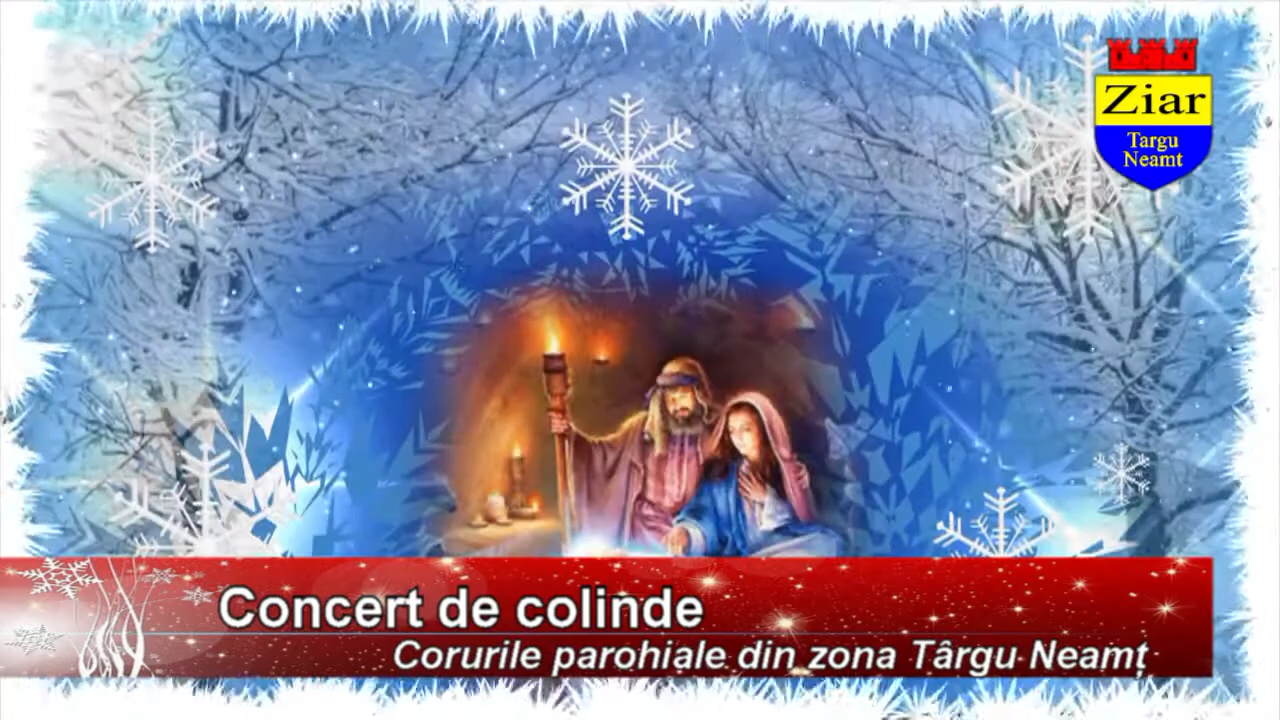 Ziar
Targu
Neamt
Concert de colinde
Corurile parohiale din zona Târgu Neamț